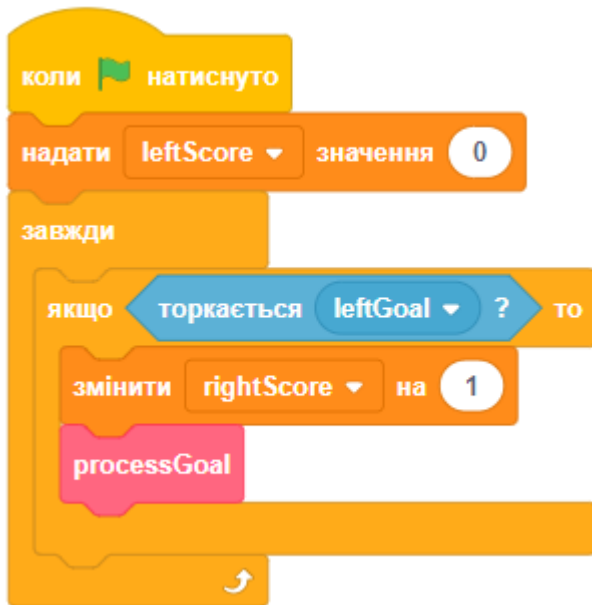 коли натиснуто
надати leftScore значення 0
завжди
якщо торкається leftGoal ? то
змінити rightScore на 1
processGoal